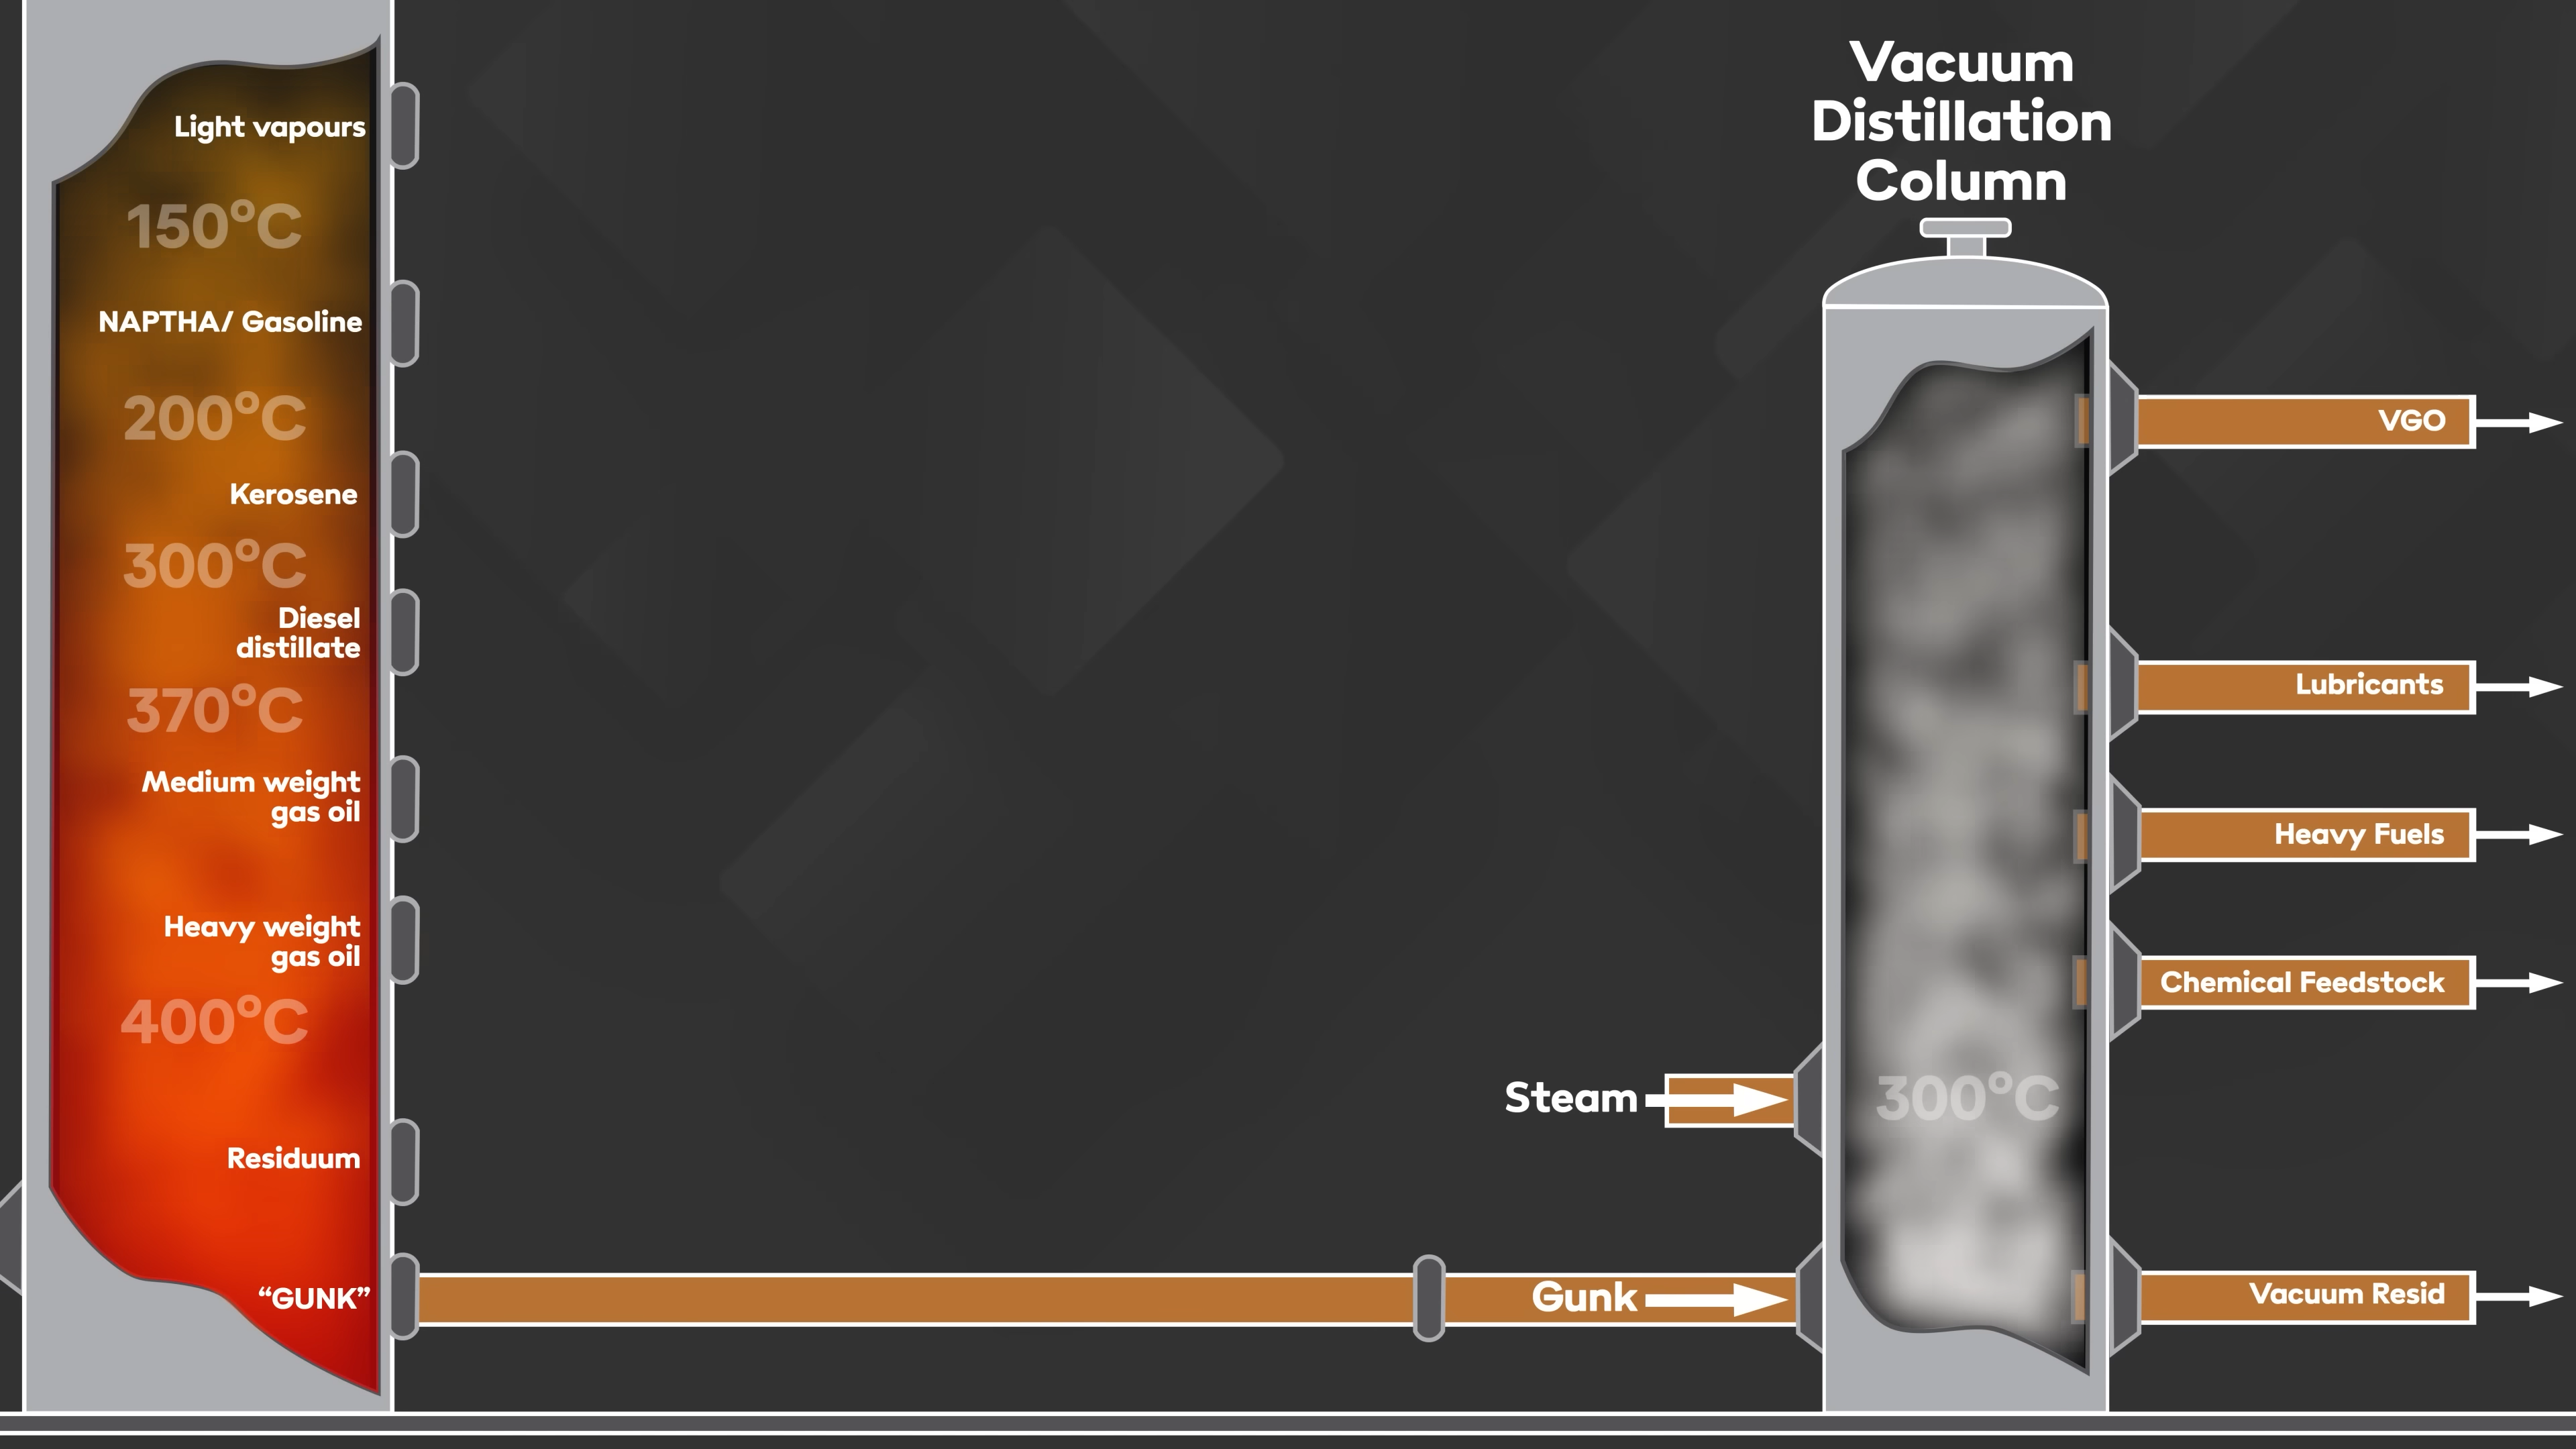 Light vapours
150°C
NAPTHA/ Gasoline
200°C
Kerosene
300°C
Diesel
distillate
370°C
Medium weight
gas oil
Heavy weight
gas oil
400°C
Residuum
“GUNK”
Vacuum
Distillation
Column
Steam
Gunk
300°C
VGO
Lubricants
Heavy Fuels
Chemical Feedstock
Vacuum Resid